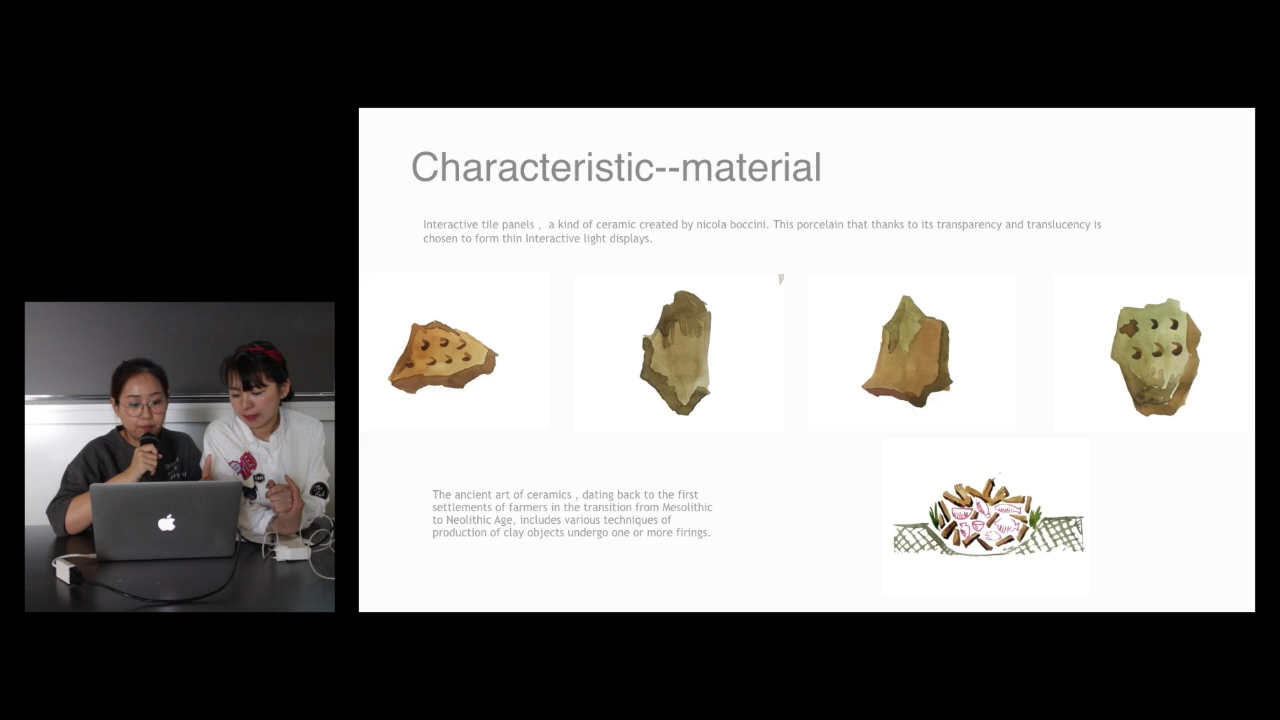 Characteristic--material
Interactive tile panels , a kind of ceramic created by nicola boccini. This porcelain that thanks to its transparency and translucency is
chosen to form thin Interactive light displays.
The ancient art of ceramics , dating back to the first
settlements of farmers in the transition from Mesolithic
to Neolithic Age, includes various techniques of
production of clay objects undergo one or more firings.